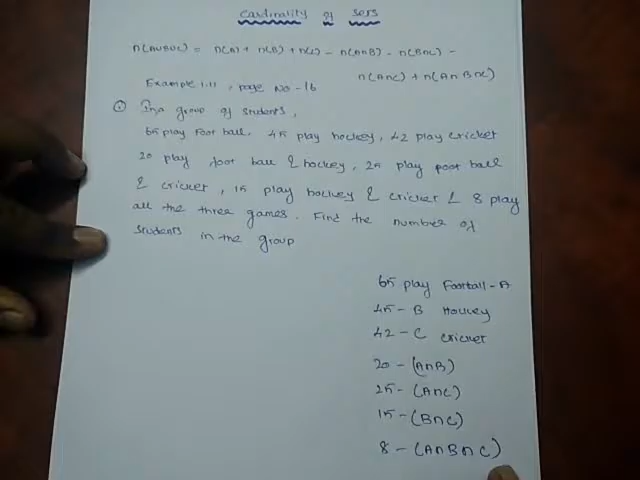 Cardinality of sets
n(AUBUC) = n(A) + n(B) + n(C) - n(A∩B) - n(B∩C) -
n(A∩C) + n(A∩B∩C)
Example 1.11, page No - 16
① In a group of students,
65 play Foot ball, 45 play hockey, 42 play cricket
20 play foot ball & hockey, 25 play foot ball
& cricket, 15 play hockey & cricket & 8 play
all the three games. Find the number of
students in the group
65 play Football - A
45 - B Hockey
42 - C cricket
20 - (A∩B)
25 - (A∩C)
15 - (B∩C)
8 - (A∩B∩C)